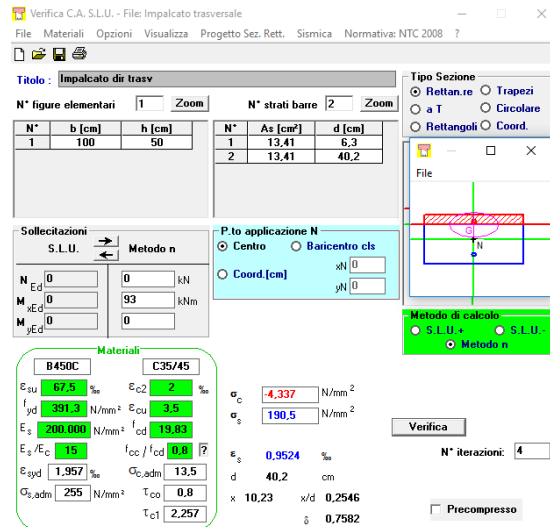 Verifica C.A. S.L.U. - File: Impalcato trasversale
File Materiali Opzioni Visualizza Progetto Sez. Rett. Sismica Normativa: NTC 2008 ?
Titolo : Impalcato dir trasv
N° figure elementari 1 Zoom N° strati barre 2 Zoom
N° b [cm] h [cm]
1 100 50
N° As [cm²] d [cm]
1 13,41 6,3
2 13,41 40,2
Tipo Sezione
Rettan.re Trapezi
a T Circolare
Rettangoli Coord.
File
G
N
Sollecitazioni
S.L.U. Metodo n
N Ed 0 0 kN
M xEd 0 93 kNm
M yEd 0 0
P.to applicazione N
Centro Baricentro cls
Coord.[cm] xN 0
yN 0
Metodo di calcolo
S.L.U.+ S.L.U.-
Metodo n
Materiali
B450C C35/45
εsu 67,5 ‰ εc2 2 ‰
fyd 391,3 N/mm² εcu 3,5
Es 200.000 N/mm² fcd 19,83
Es/Ec 15 fcc / fcd 0,8 ?
εsyd 1,957 ‰ σc,adm 13,5
σs,adm 255 N/mm² τco 0,8
τc1 2,257
σc -4,337 N/mm²
σs 190,5 N/mm²
εs 0,9524 ‰
d 40,2 cm
x 10,23 x/d 0,2546
δ 0,7582
Verifica
N° iterazioni: 4
Precompresso